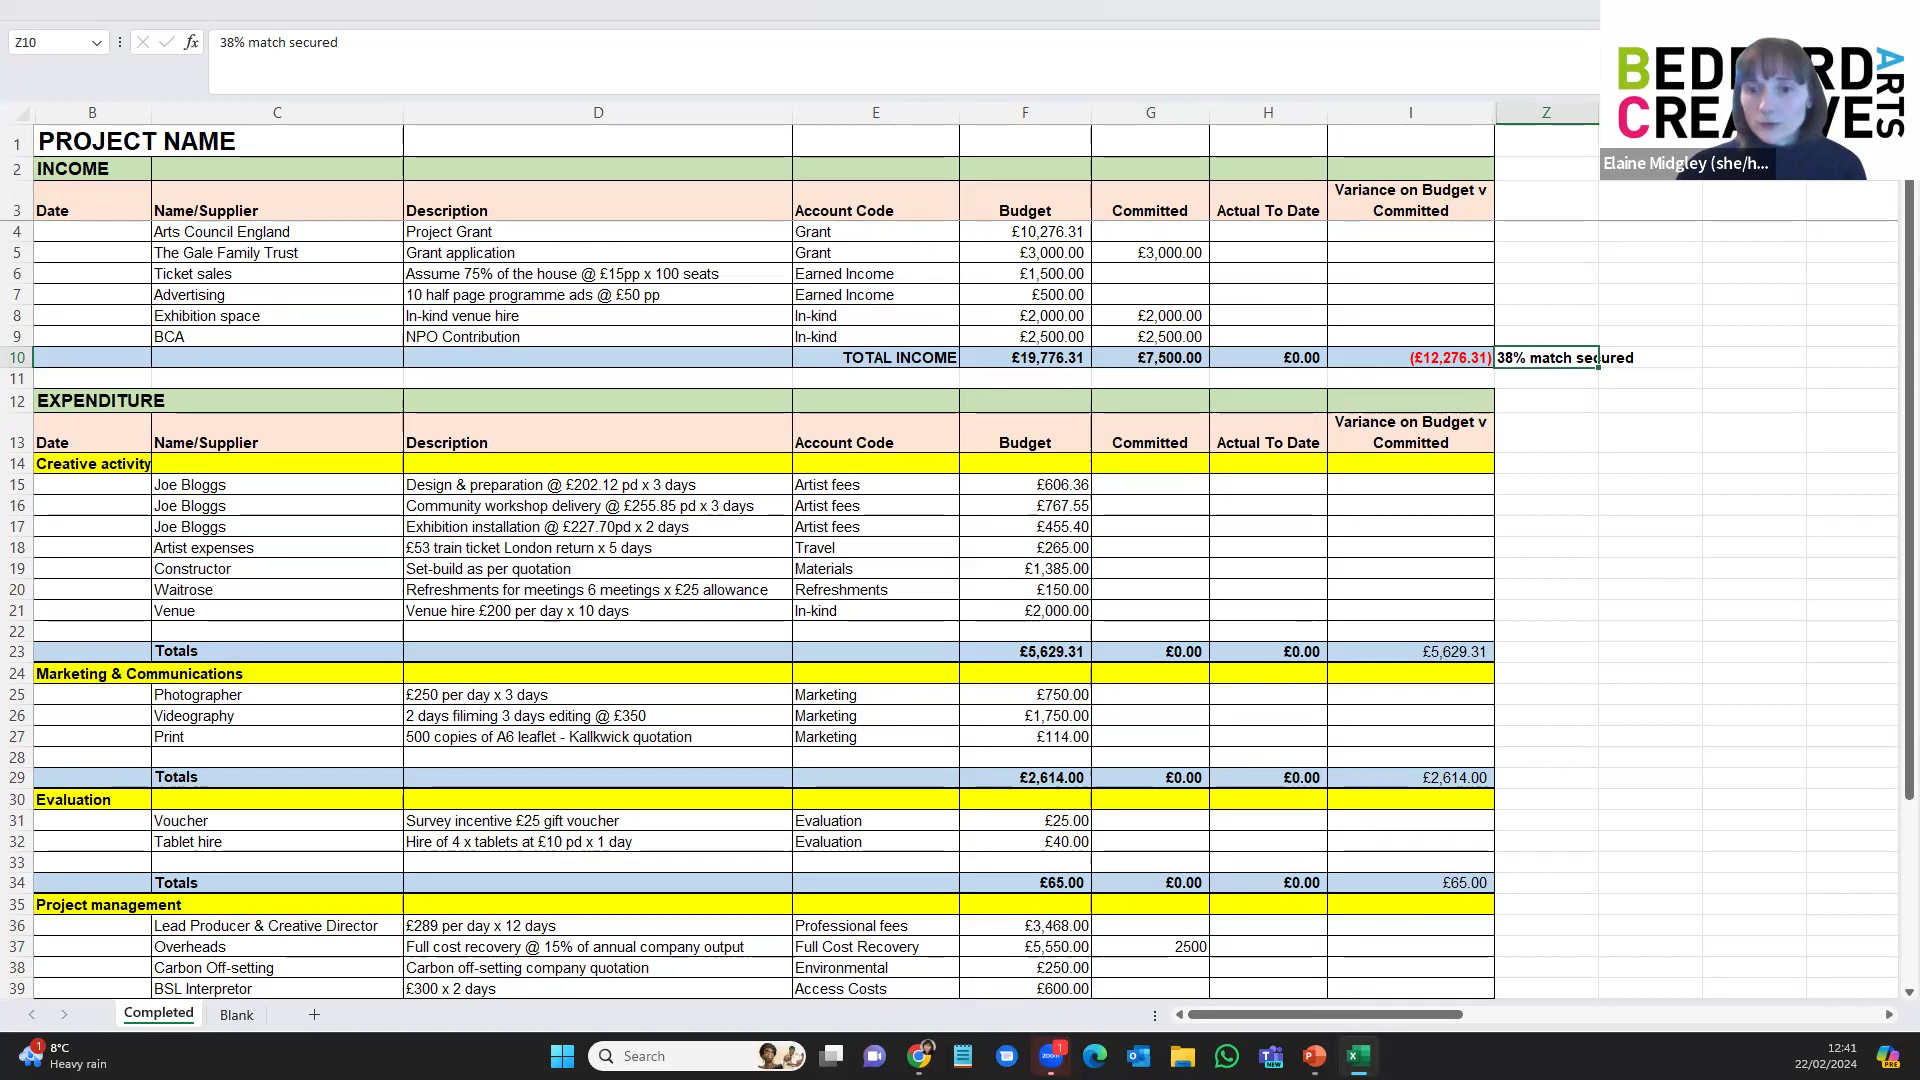 Z10 fx 38% match secured
B C D E F G H I Z
1 PROJECT NAME
2 INCOME
3 Date Name/Supplier Description Account Code Budget Committed Actual To Date Variance on Budget v Committed
4 Arts Council England Project Grant Grant £10,276.31
5 The Gale Family Trust Grant application Grant £3,000.00 £3,000.00
6 Ticket sales Assume 75% of the house @ £15pp x 100 seats Earned Income £1,500.00
7 Advertising 10 half page programme ads @ £50 pp Earned Income £500.00
8 Exhibition space In-kind venue hire In-kind £2,000.00 £2,000.00
9 BCA NPO Contribution In-kind £2,500.00 £2,500.00
10 TOTAL INCOME £19,776.31 £7,500.00 £0.00 (£12,276.31) 38% match secured
11
12 EXPENDITURE
13 Date Name/Supplier Description Account Code Budget Committed Actual To Date Variance on Budget v Committed
14 Creative activity
15 Joe Bloggs Design & preparation @ £202.12 pd x 3 days Artist fees £606.36
16 Joe Bloggs Community workshop delivery @ £255.85 pd x 3 days Artist fees £767.55
17 Joe Bloggs Exhibition installation @ £227.70pd x 2 days Artist fees £455.40
18 Artist expenses £53 train ticket London return x 5 days Travel £265.00
19 Constructor Set-build as per quotation Materials £1,385.00
20 Waitrose Refreshments for meetings 6 meetings x £25 allowance Refreshments £150.00
21 Venue Venue hire £200 per day x 10 days In-kind £2,000.00
22
23 Totals £5,629.31 £0.00 £0.00 £5,629.31
24 Marketing & Communications
25 Photographer £250 per day x 3 days Marketing £750.00
26 Videography 2 days filiming 3 days editing @ £350 Marketing £1,750.00
27 Print 500 copies of A6 leaflet - Kallkwick quotation Marketing £114.00
28
29 Totals £2,614.00 £0.00 £0.00 £2,614.00
30 Evaluation
31 Voucher Survey incentive £25 gift voucher Evaluation £25.00
32 Tablet hire Hire of 4 x tablets at £10 pd x 1 day Evaluation £40.00
33
34 Totals £65.00 £0.00 £0.00 £65.00
35 Project management
36 Lead Producer & Creative Director £289 per day x 12 days Professional fees £3,468.00
37 Overheads Full cost recovery @ 15% of annual company output Full Cost Recovery £5,550.00 2500
38 Carbon Off-setting Carbon off-setting company quotation Environmental £250.00
39 BSL Interpretor £300 x 2 days Access Costs £600.00
Completed Blank
BED RD ARTS
CRE VES
Elaine Midgley (she/h...
1 8°C
Heavy rain
Search
zoom 1
NEW
PRE
12:41
22/02/2024